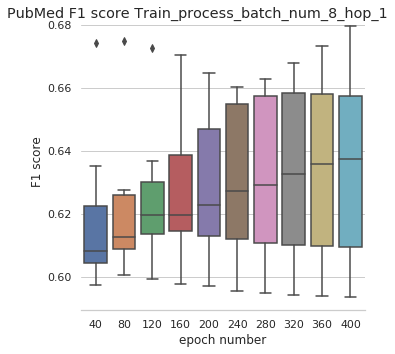 PubMed F1 score Train_process_batch_num_8_hop_1
0.68
0.66
0.64
0.62
0.60
F1 score
40 80 120 160 200 240 280 320 360 400
epoch number